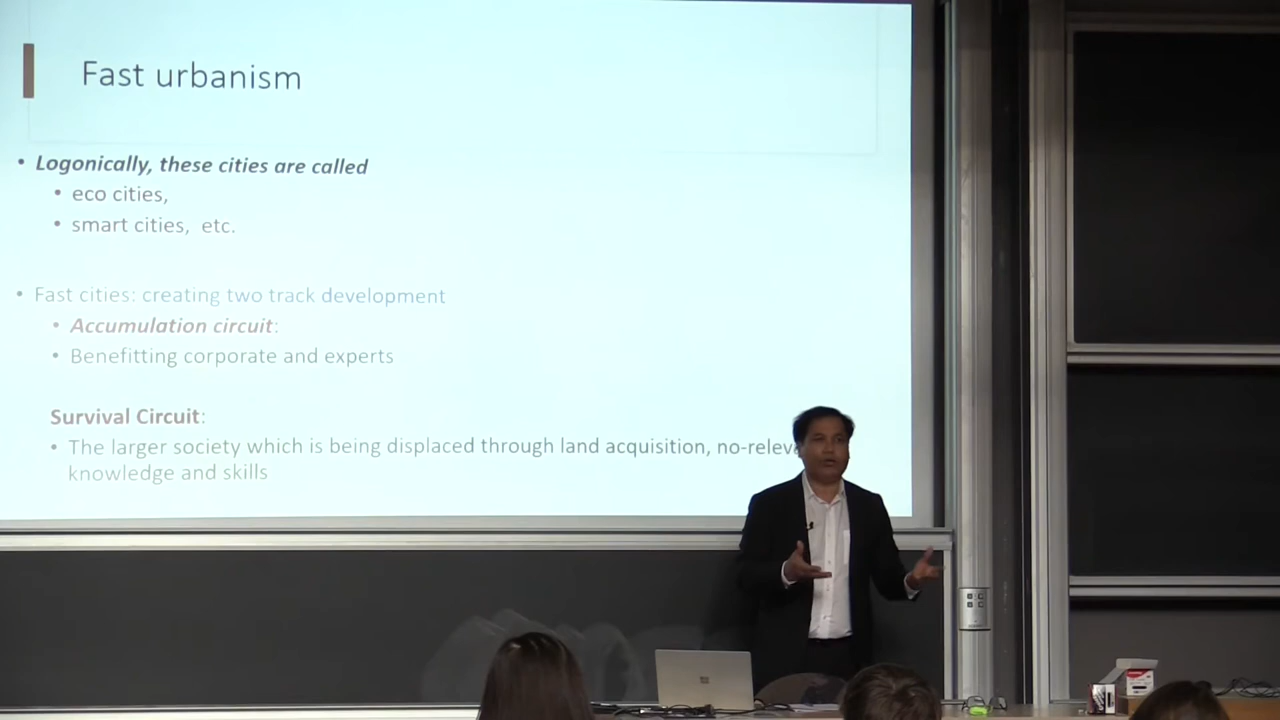 Fast urbanism
• Logonically, these cities are called
• eco cities,
• smart cities, etc.
• Fast cities: creating two track development
• Accumulation circuit:
• Benefitting corporate and experts
Survival Circuit:
• The larger society which is being displaced through land acquisition,
knowledge and skills